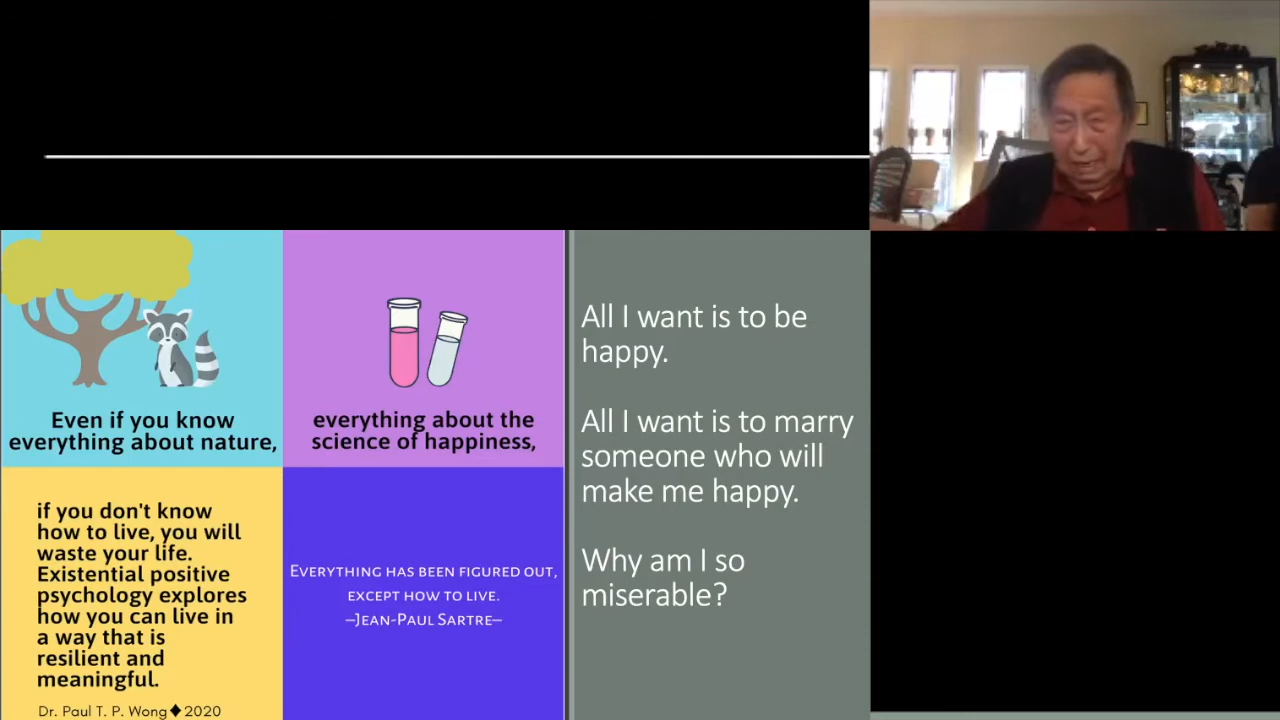 Even if you know
everything about nature,
everything about the
science of happiness,
if you don't know
how to live, you will
waste your life.
Existential positive
psychology explores
how you can live in
a way that is
resilient and
meaningful.
Dr. Paul T. P. Wong♦2020
EVERYTHING HAS BEEN FIGURED OUT,
EXCEPT HOW TO LIVE.
—JEAN-PAUL SARTRE—
All I want is to be
happy.
All I want is to marry
someone who will
make me happy.
Why am I so
miserable?